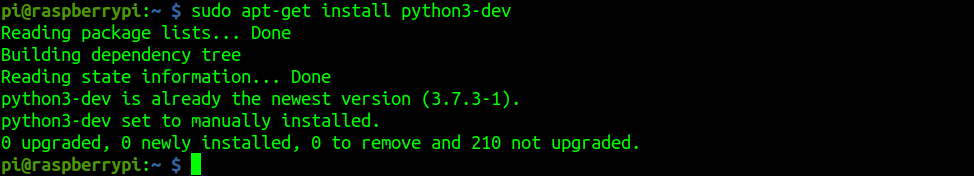 pi@raspberrypi:~ $ sudo apt-get install python3-dev
Reading package lists... Done
Building dependency tree
Reading state information... Done
python3-dev is already the newest version (3.7.3-1).
python3-dev set to manually installed.
0 upgraded, 0 newly installed, 0 to remove and 210 not upgraded.
pi@raspberrypi:~ $